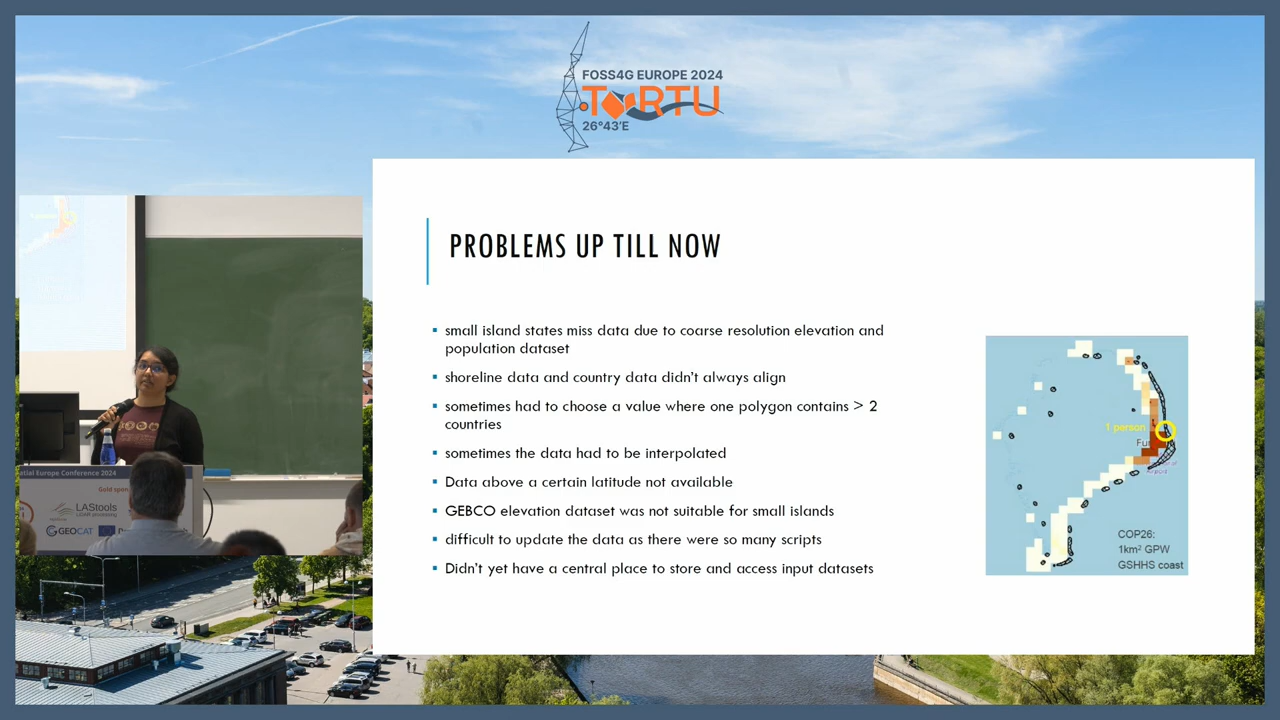 FOSS4G EUROPE 2024
TARTU
26°43'E
PROBLEMS UP TILL NOW
▪ small island states miss data due to coarse resolution elevation and
population dataset
▪ shoreline data and country data didn't always align
▪ sometimes had to choose a value where one polygon contains > 2
countries
▪ sometimes the data had to be interpolated
▪ Data above a certain latitude not available
▪ GEBCO elevation dataset was not suitable for small islands
▪ difficult to update the data as there were so many scripts
▪ Didn't yet have a central place to store and access input datasets
1 person
COP26:
1km² GPW
GSHHS coast
Europe Conference 2024
LAStools
GEOCAT